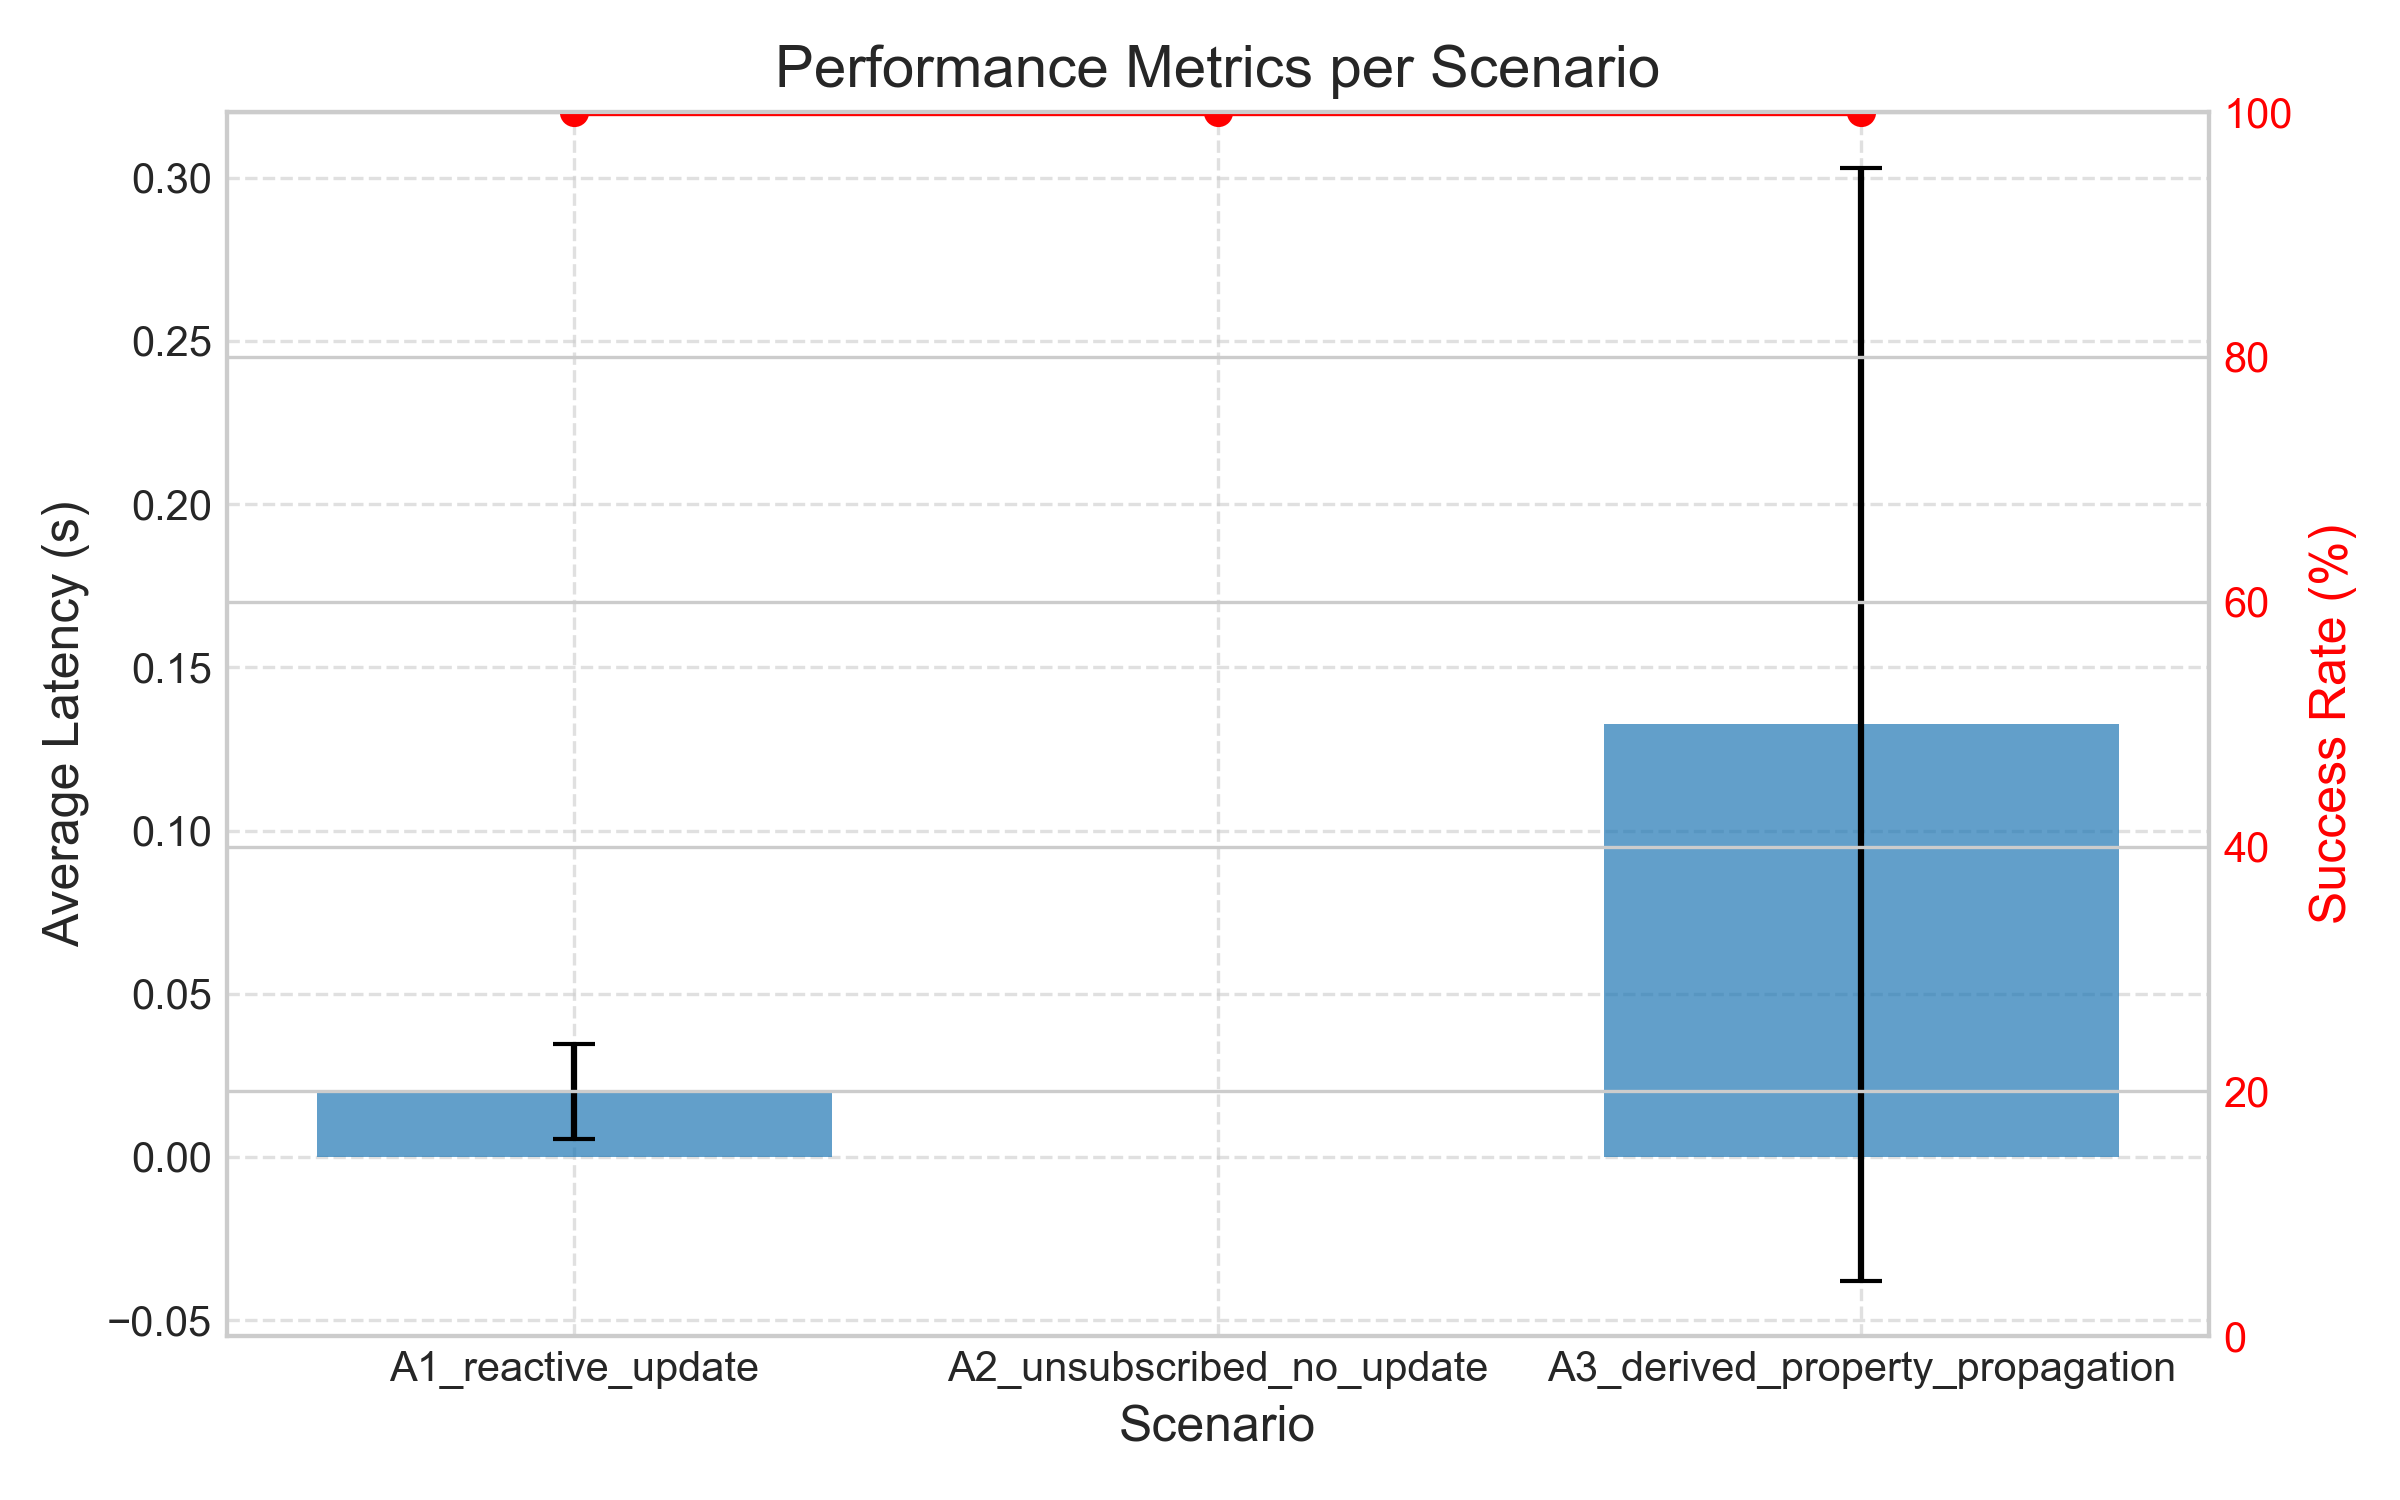 Performance Metrics per Scenario
Average Latency (s)
0.30
0.25
0.20
0.15
0.10
0.05
0.00
−0.05
100
80
60
40
20
0
Success Rate (%)
A1_reactive_update
A2_unsubscribed_no_update
A3_derived_property_propagation
Scenario